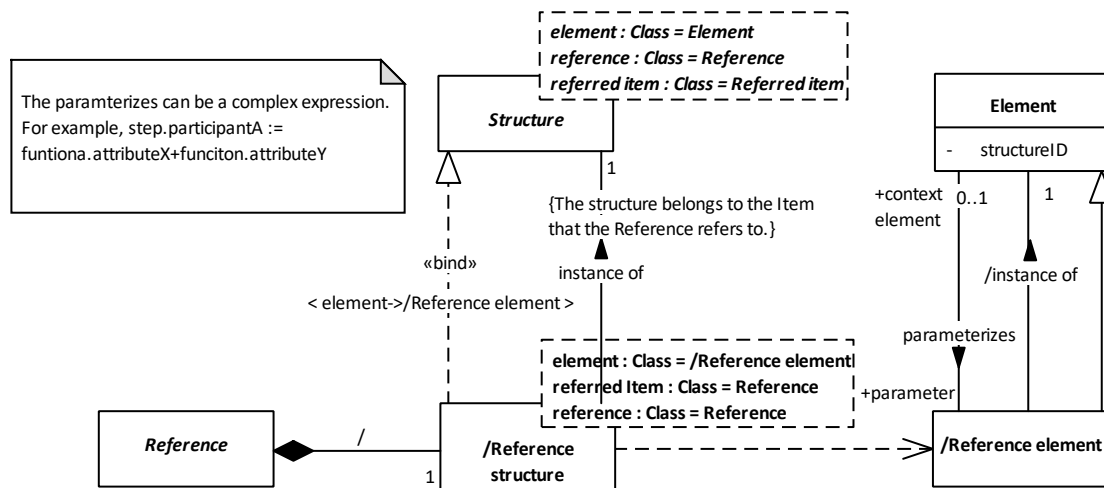 element : Class = Element
reference : Class = Reference
referred item : Class = Referred item
The paramterizes can be a complex expression.
For example, step.participantA :=
funtiona.attributeX+funciton.attributeY
Structure
Element
- structureID
1
+context
element
0..1
1
{The structure belongs to the Item
that the Reference refers to.}
«bind»
instance of
/instance of
< element->/Reference element >
parameterizes
element : Class = /Reference element
referred Item : Class = Reference
reference : Class = Reference
+parameter
Reference
/
1
/Reference
structure
/Reference element